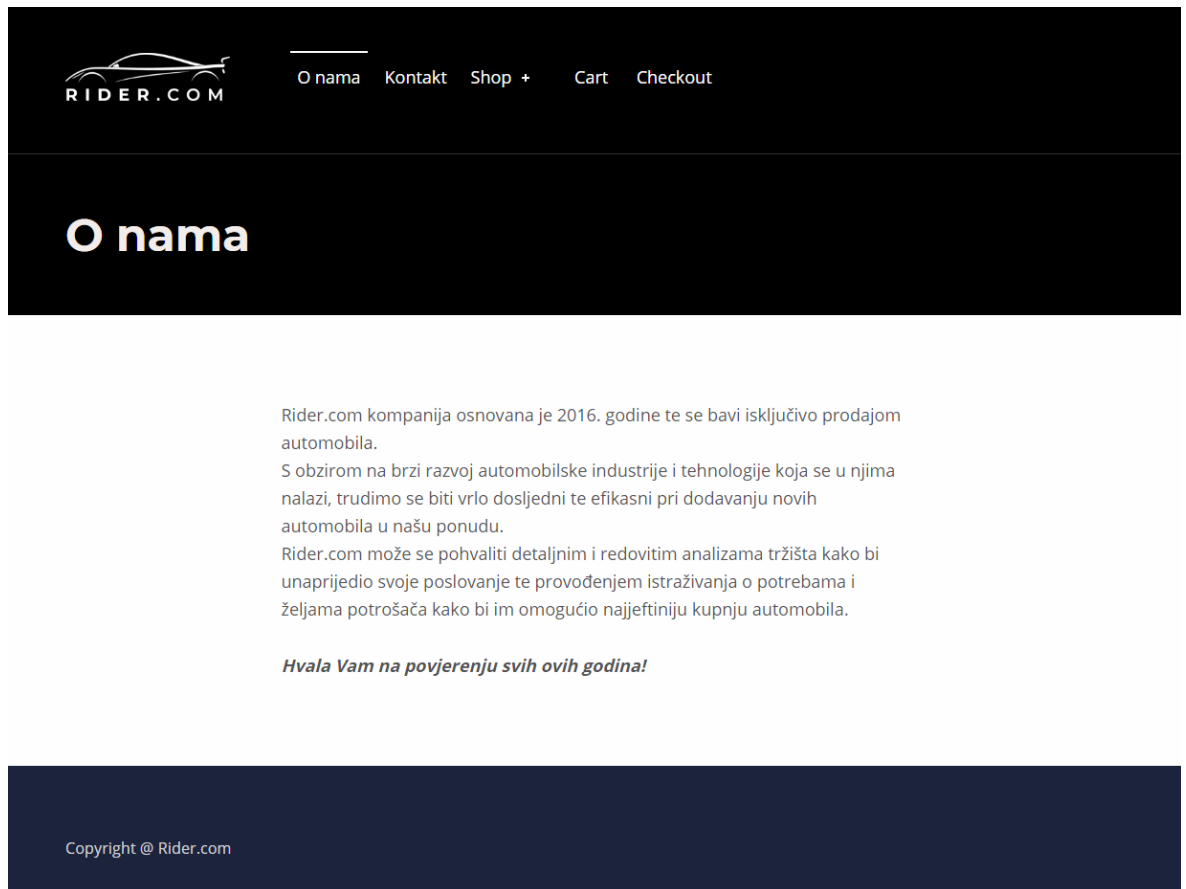 RIDER.COM
O nama Kontakt Shop + Cart Checkout
O nama
Rider.com kompanija osnovana je 2016. godine te se bavi isključivo prodajom
automobila.
S obzirom na brzi razvoj automobilske industrije i tehnologije koja se u njima
nalazi, trudimo se biti vrlo dosljedni te efikasni pri dodavanju novih
automobila u našu ponudu.
Rider.com može se pohvaliti detaljnim i redovitim analizama tržišta kako bi
unaprijedio svoje poslovanje te provođenjem istraživanja o potrebama i
željama potrošača kako bi im omogućio najjeftiniju kupnju automobila.
Hvala Vam na povjerenju svih ovih godina!
Copyright @ Rider.com